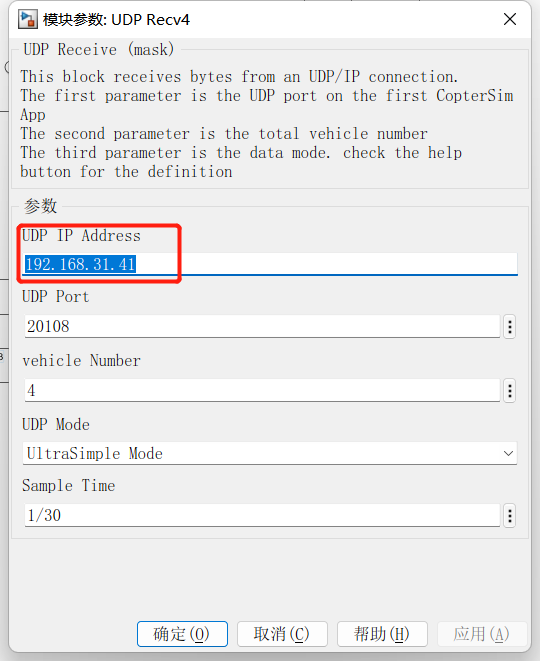 模块参数: UDP Recv4
UDP Receive (mask)
This block receives bytes from an UDP/IP connection.
The first parameter is the UDP port on the first CopterSim
App
The second parameter is the total vehicle number
The third parameter is the data mode. check the help
button for the definition
参数
UDP IP Address
192.168.31.41
UDP Port
20108
vehicle Number
4
UDP Mode
UltraSimple Mode
Sample Time
1/30
确定(O) 取消(C) 帮助(H) 应用(A)